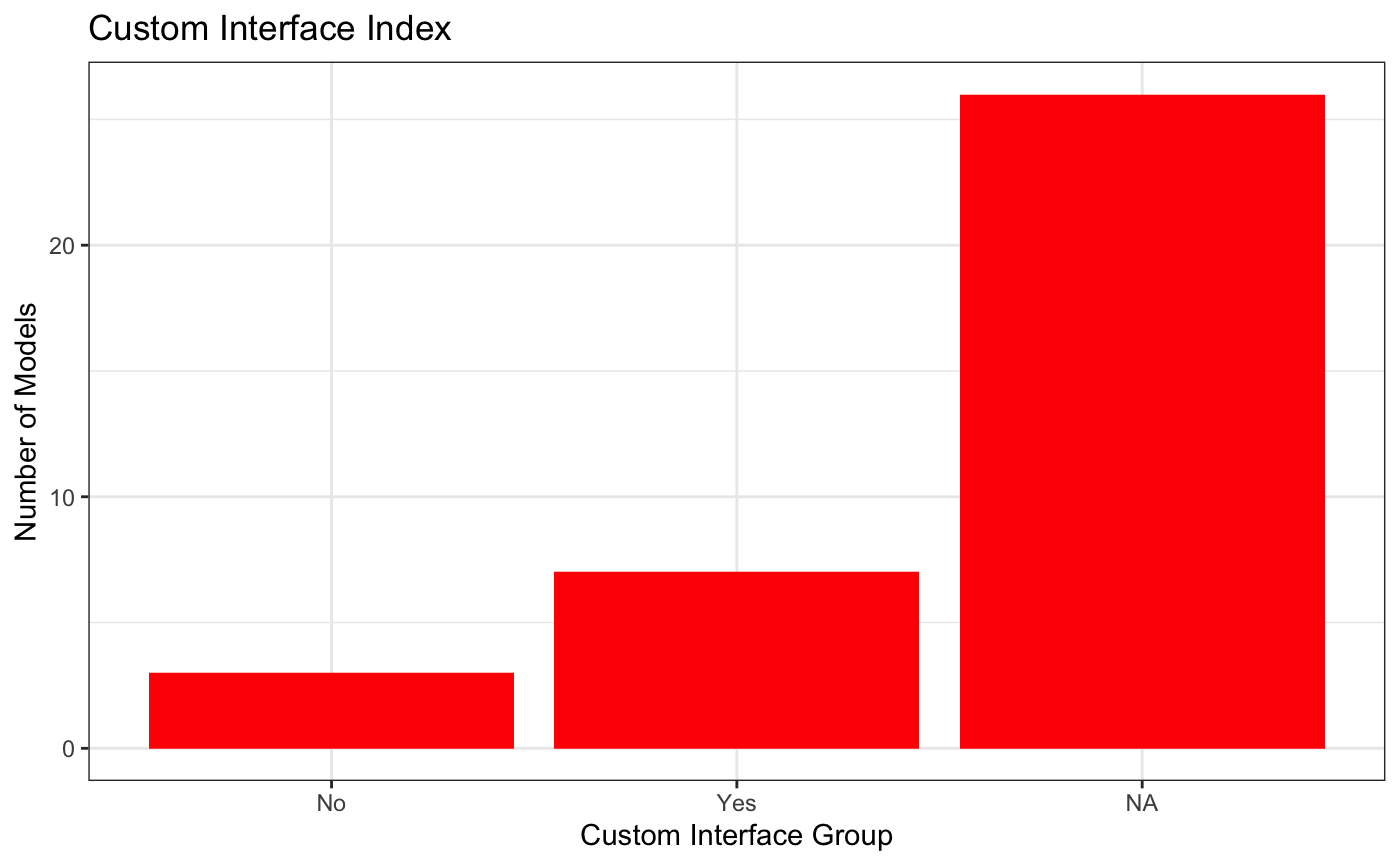 Custom Interface Index
Number of Models
20
10
0
No
Yes
NA
Custom Interface Group